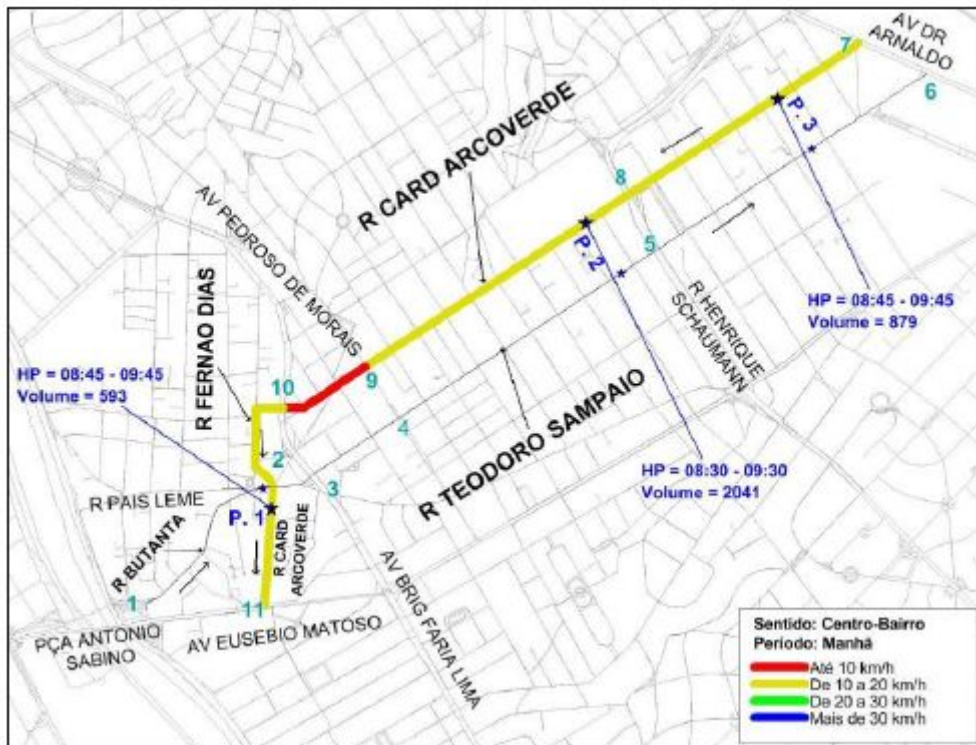 AV DR
ARNALDO
7
6
P. 3
R CARD ARCOVERDE
8
AV PEDROSO DE MORAIS
P. 2
5
R HENRIQUE
SCHAUMANN
HP = 08:45 - 09:45
Volume = 879
R FERNAO DIAS
HP = 08:45 - 09:45
Volume = 593
10
9
4
R TEODORO SAMPAIO
2
3
HP = 08:30 - 09:30
Volume = 2041
R PAIS LEME
P. 1
R BUTANTA
R CARD
ARCOVERDE
AV BRIG FARIA LIMA
1
11
PÇA ANTONIO
SABINO
AV EUSEBIO MATOSO
Sentido: Centro-Bairro
Período: Manhã
Até 10 km/h
De 10 a 20 km/h
De 20 a 30 km/h
Mais de 30 km/h